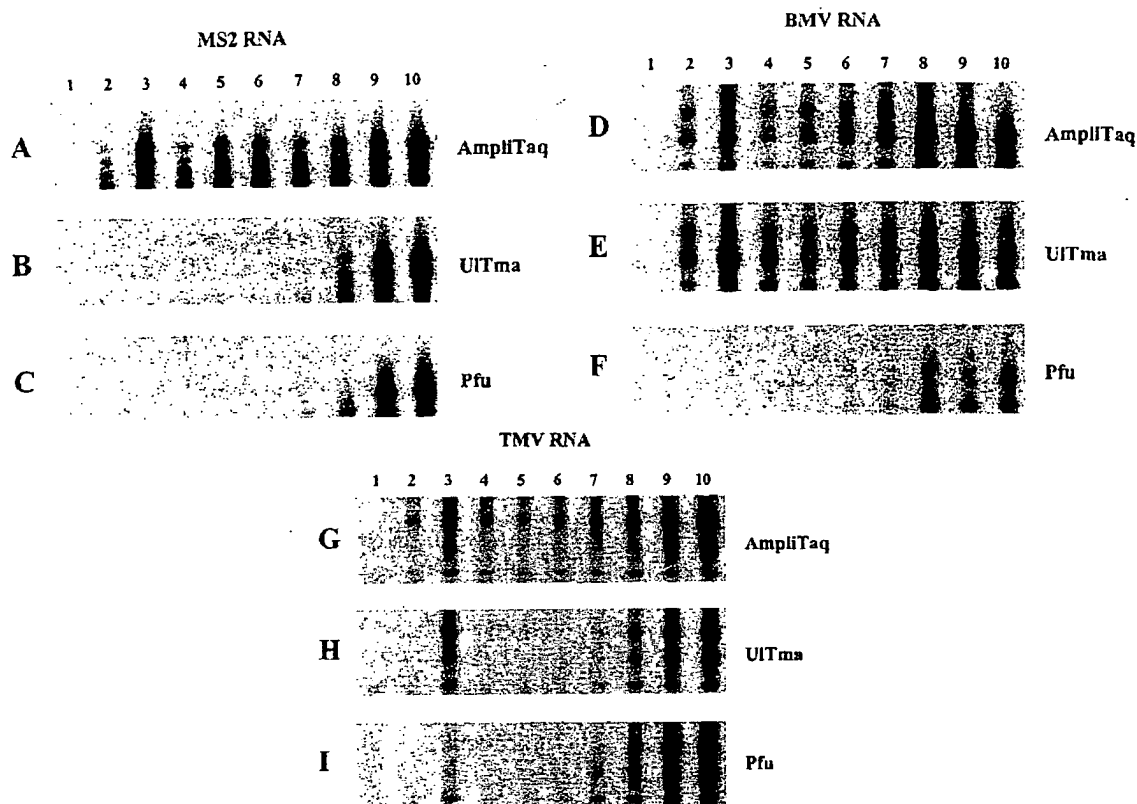 MS2 RNA
1 2 3 4 5 6 7 8 9 10
A AmpliTaq
B UlTma
C Pfu
BMV RNA
1 2 3 4 5 6 7 8 9 10
D AmpliTaq
E UlTma
F Pfu
TMV RNA
1 2 3 4 5 6 7 8 9 10
G AmpliTaq
H UlTma
I Pfu